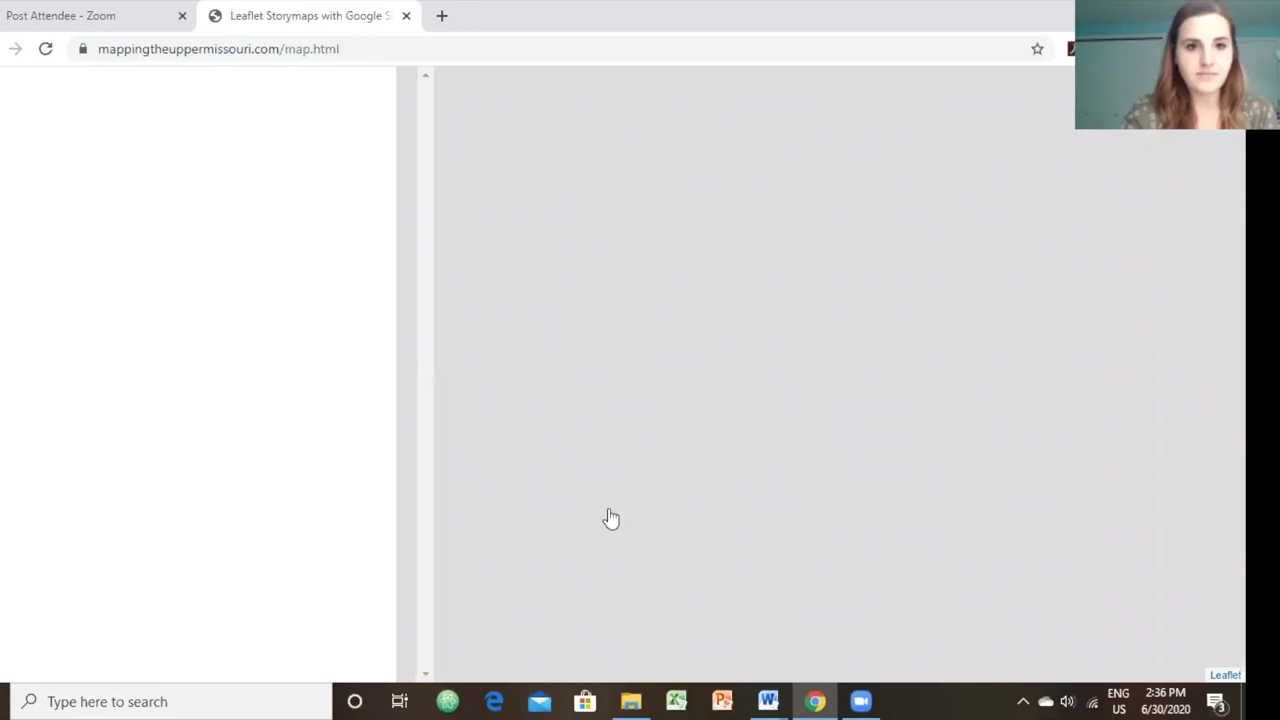 Post Attendee - Zoom
Leaflet Storymaps with Google S
mappingtheuppermissouri.com/map.html
Leaflet
Type here to search
ENG
US
2:36 PM
6/30/2020
3